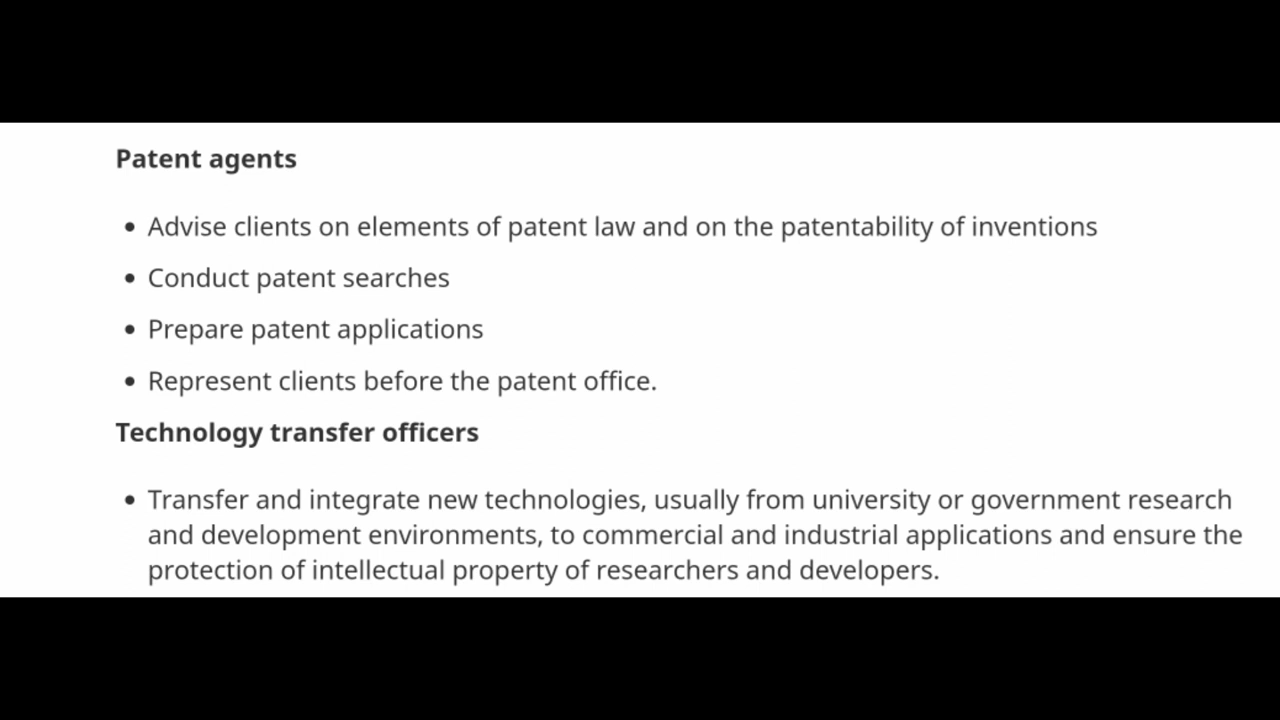 Patent agents
• Advise clients on elements of patent law and on the patentability of inventions
• Conduct patent searches
• Prepare patent applications
• Represent clients before the patent office.
Technology transfer officers
• Transfer and integrate new technologies, usually from university or government research
and development environments, to commercial and industrial applications and ensure the
protection of intellectual property of researchers and developers.